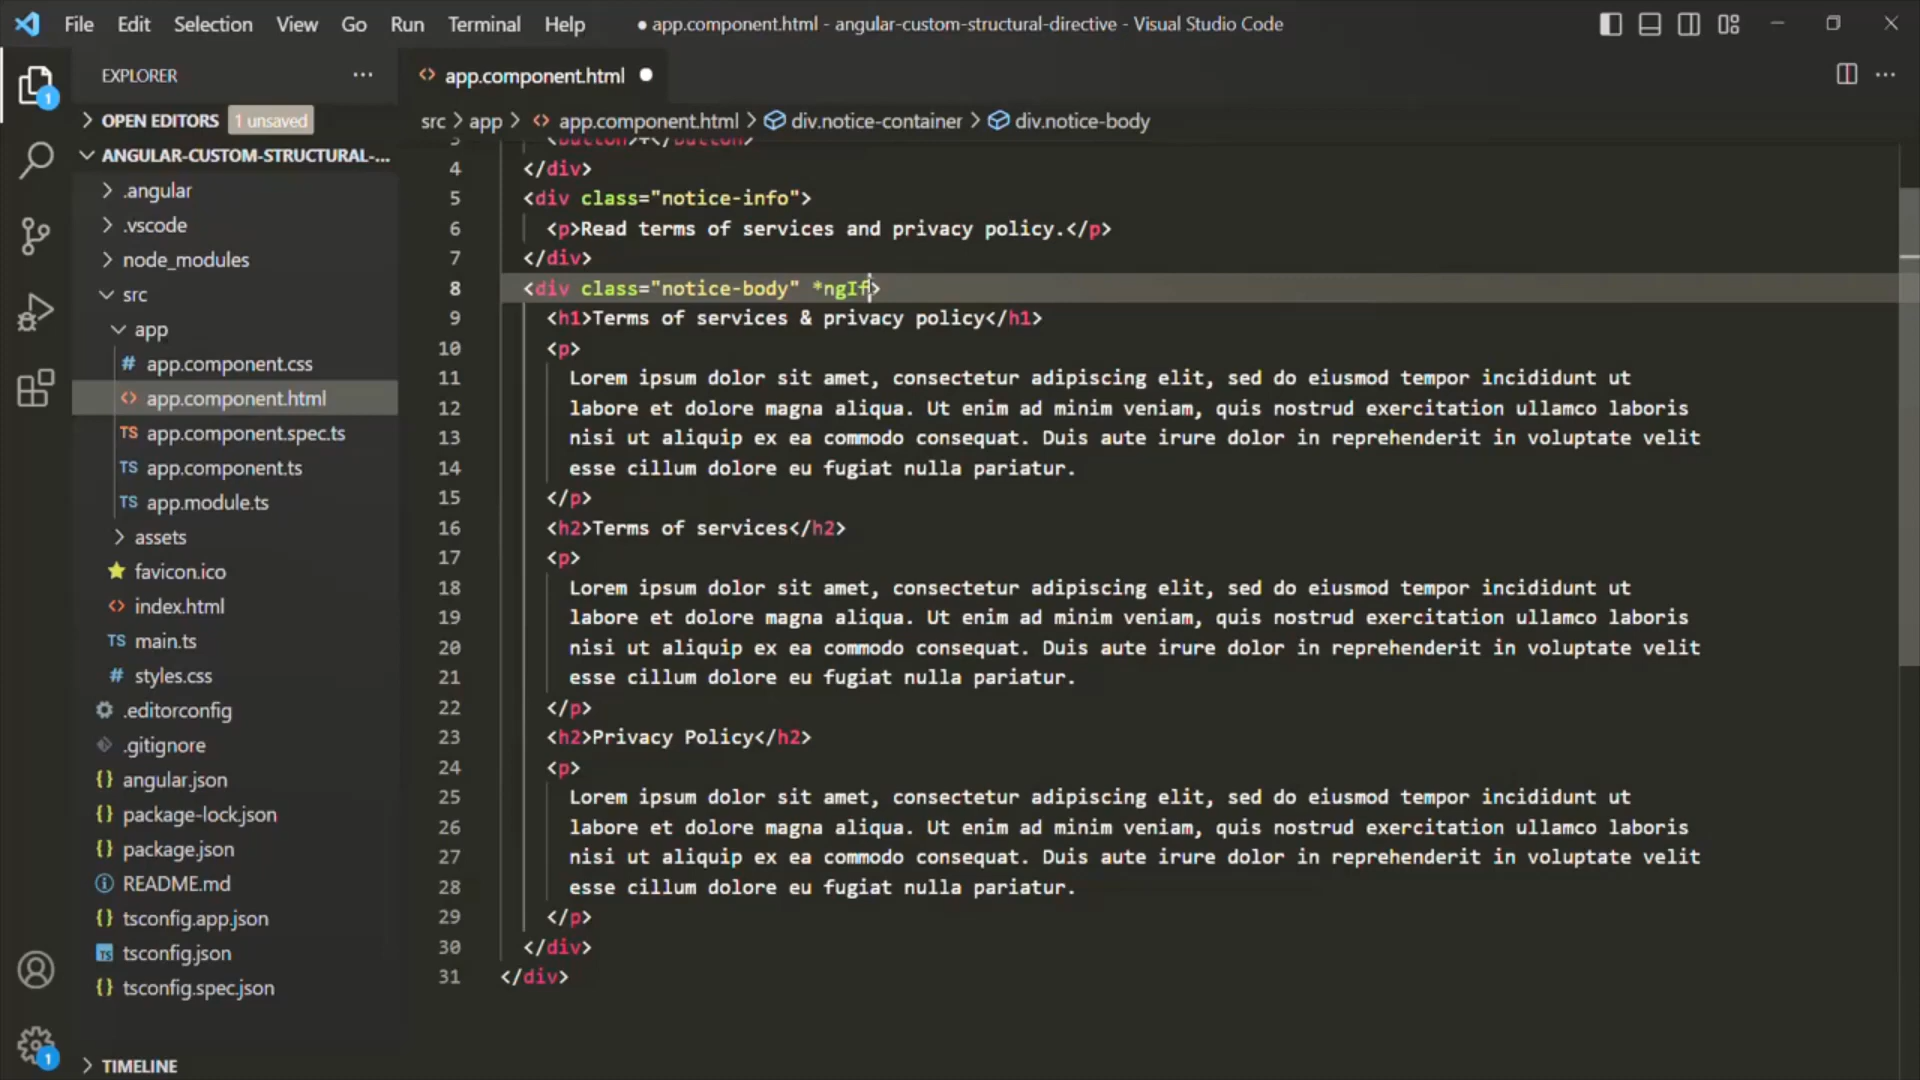 File Edit Selection View Go Run Terminal Help ● app.component.html - angular-custom-structural-directive - Visual Studio Code
EXPLORER
OPEN EDITORS 1 unsaved
ANGULAR-CUSTOM-STRUCTURAL-...
.angular
.vscode
node_modules
src
app
# app.component.css
<> app.component.html
TS app.component.spec.ts
TS app.component.ts
TS app.module.ts
assets
favicon.ico
<> index.html
TS main.ts
# styles.css
.editorconfig
.gitignore
{} angular.json
{} package-lock.json
{} package.json
README.md
{} tsconfig.app.json
TS tsconfig.json
{} tsconfig.spec.json
TIMELINE
1
1
<> app.component.html ●
src > app > <> app.component.html > div.notice-container > div.notice-body
3 <button>+</button>
4 </div>
5 <div class="notice-info">
6 <p>Read terms of services and privacy policy.</p>
7 </div>
8 <div class="notice-body" *ngIf>
9 <h1>Terms of services & privacy policy</h1>
10 <p>
11 Lorem ipsum dolor sit amet, consectetur adipiscing elit, sed do eiusmod tempor incididunt ut
12 labore et dolore magna aliqua. Ut enim ad minim veniam, quis nostrud exercitation ullamco laboris
13 nisi ut aliquip ex ea commodo consequat. Duis aute irure dolor in reprehenderit in voluptate velit
14 esse cillum dolore eu fugiat nulla pariatur.
15 </p>
16 <h2>Terms of services</h2>
17 <p>
18 Lorem ipsum dolor sit amet, consectetur adipiscing elit, sed do eiusmod tempor incididunt ut
19 labore et dolore magna aliqua. Ut enim ad minim veniam, quis nostrud exercitation ullamco laboris
20 nisi ut aliquip ex ea commodo consequat. Duis aute irure dolor in reprehenderit in voluptate velit
21 esse cillum dolore eu fugiat nulla pariatur.
22 </p>
23 <h2>Privacy Policy</h2>
24 <p>
25 Lorem ipsum dolor sit amet, consectetur adipiscing elit, sed do eiusmod tempor incididunt ut
26 labore et dolore magna aliqua. Ut enim ad minim veniam, quis nostrud exercitation ullamco laboris
27 nisi ut aliquip ex ea commodo consequat. Duis aute irure dolor in reprehenderit in voluptate velit
28 esse cillum dolore eu fugiat nulla pariatur.
29 </p>
30 </div>
31 </div>